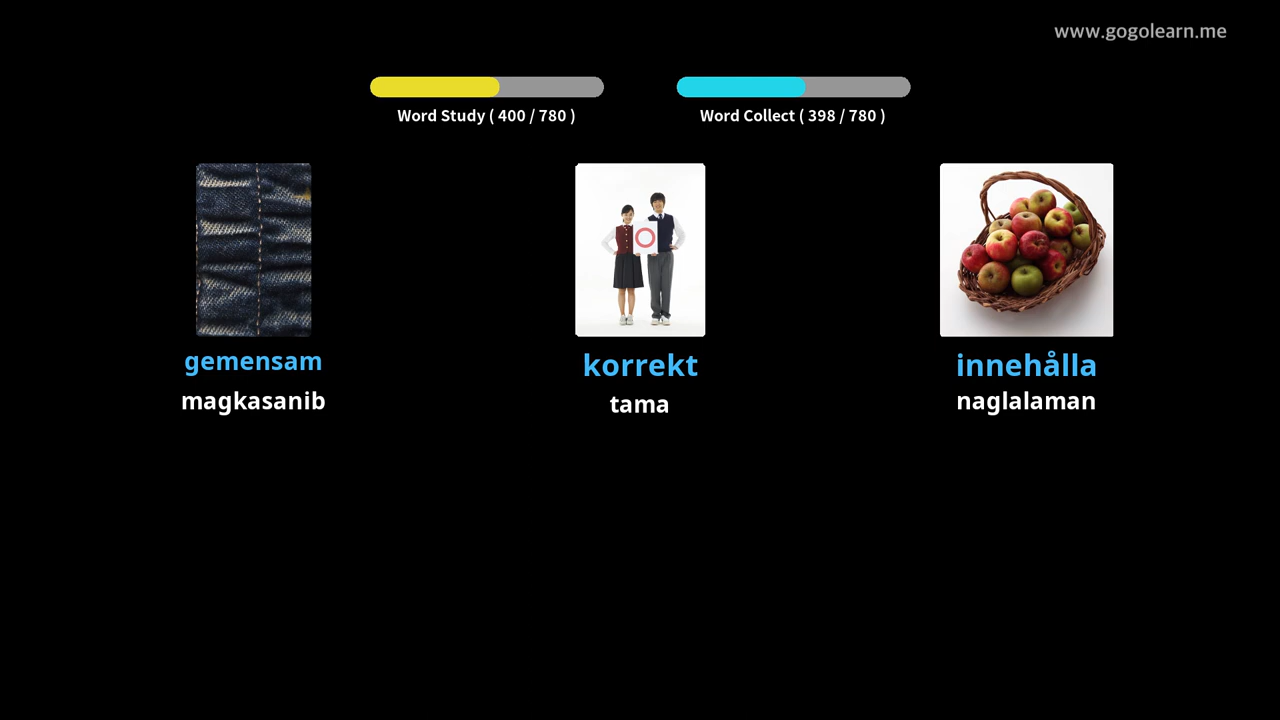 www.gogolearn.me
Word Study ( 400 / 780 )
Word Collect ( 398 / 780 )
gemensam
korrekt
innehålla
magkasanib
tama
naglalaman